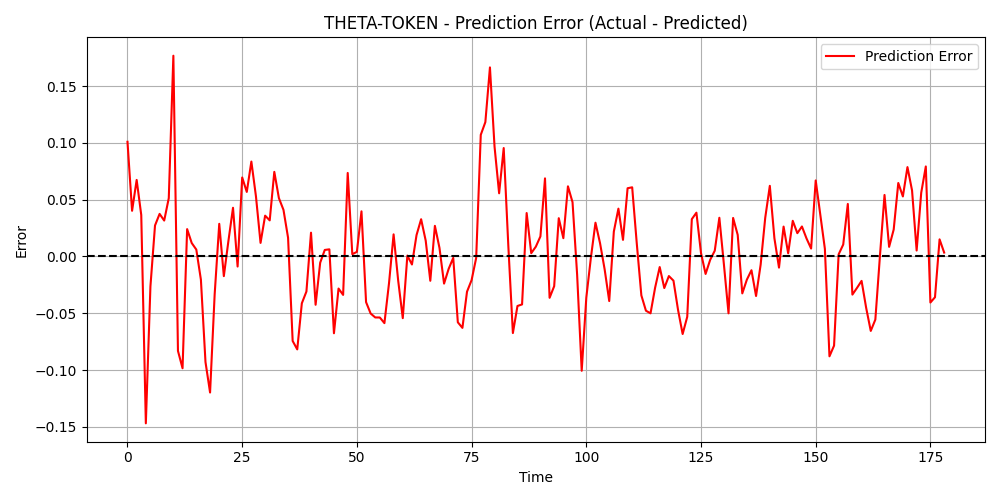 THETA-TOKEN - Prediction Error (Actual - Predicted)
Prediction Error
Error
0.15
0.10
0.05
0.00
−0.05
−0.10
−0.15
0 25 50 75 100 125 150 175
Time